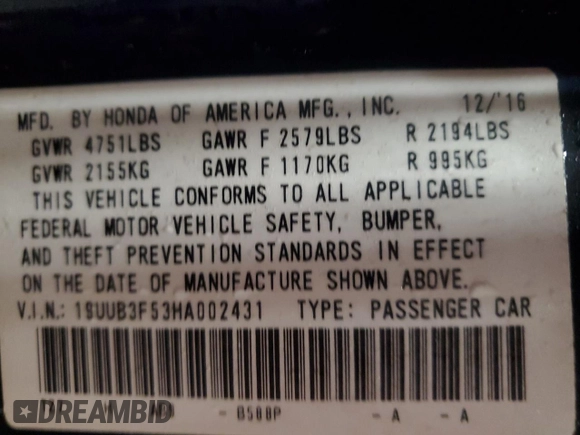 MFD. BY HONDA OF AMERICA MFG., INC. 12/'16
GVWR 4751LBS GAWR F 2579LBS R 2194LBS
GVWR 2155KG GAWR F 1170KG R 995KG
THIS VEHICLE CONFORMS TO ALL APPLICABLE
FEDERAL MOTOR VEHICLE SAFETY, BUMPER,
AND THEFT PREVENTION STANDARDS IN EFFECT
ON THE DATE OF MANUFACTURE SHOWN ABOVE.
V.I.N.: 19UUB3F53HA002431 TYPE: PASSENGER CAR
- B588P - A - A
DREAMBID